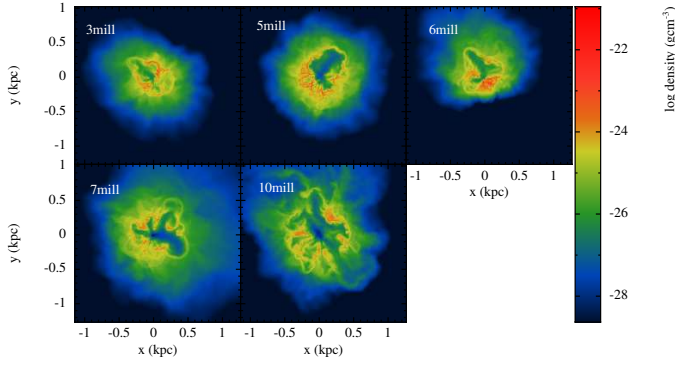 3mill
5mill
6mill
y (kpc)
1
0.5
0
-0.5
-1
7mill
10mill
y (kpc)
1
0.5
0
-0.5
-1
-1 -0.5 0 0.5 1
x (kpc)
-1 -0.5 0 0.5 1
x (kpc)
-1 -0.5 0 0.5 1
x (kpc)
-22
-24
-26
-28
log density (gcm⁻³)